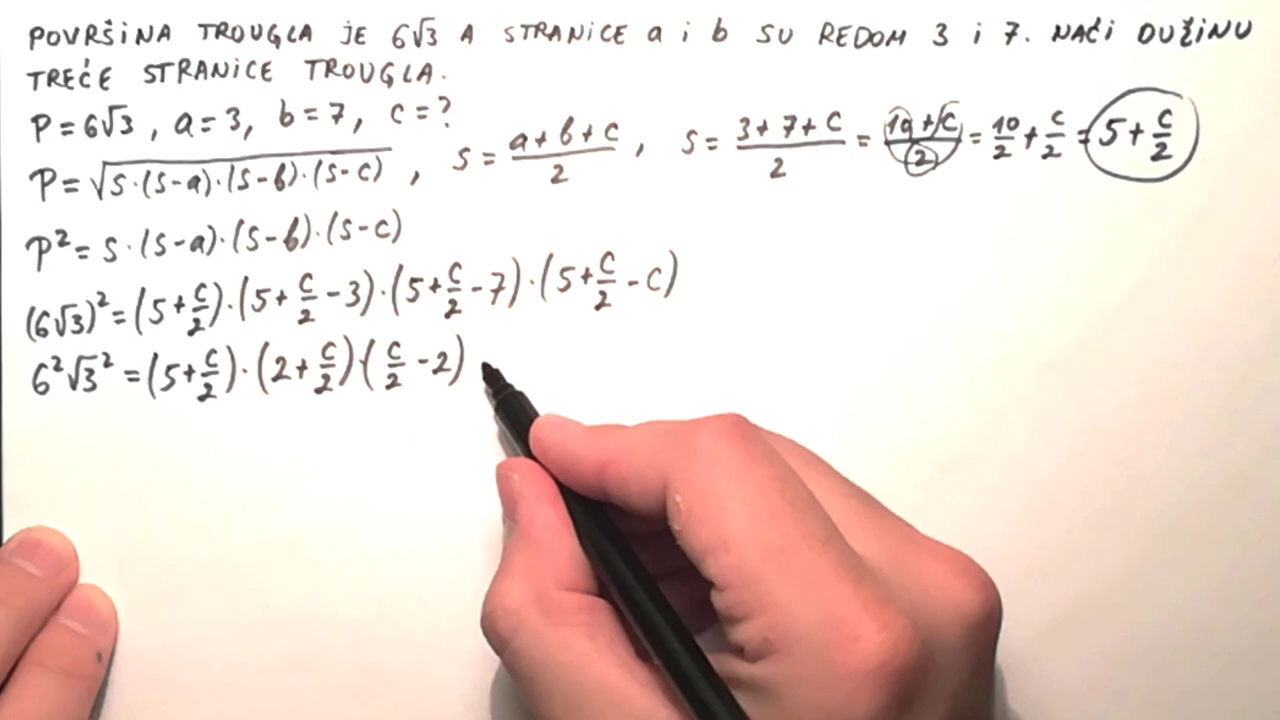 POVRŠINA TROUGLA JE 6√3 A STRANICE a i b SU REDOM 3 i 7. NAĆI DUŽINU
TREĆE STRANICE TROUGLA.
P=6√3, a=3, b=7, c=?
P=√(s·(s-a)·(s-b)·(s-c)), s=(a+b+c)/2, s=(3+7+c)/2=(10+c)/2=10/2+c/2=5+c/2
P²=s·(s-a)·(s-b)·(s-c)
(6√3)²=(5+c/2)·(5+c/2-3)·(5+c/2-7)·(5+c/2-c)
6²√3²=(5+c/2)·(2+c/2)·(c/2-2)